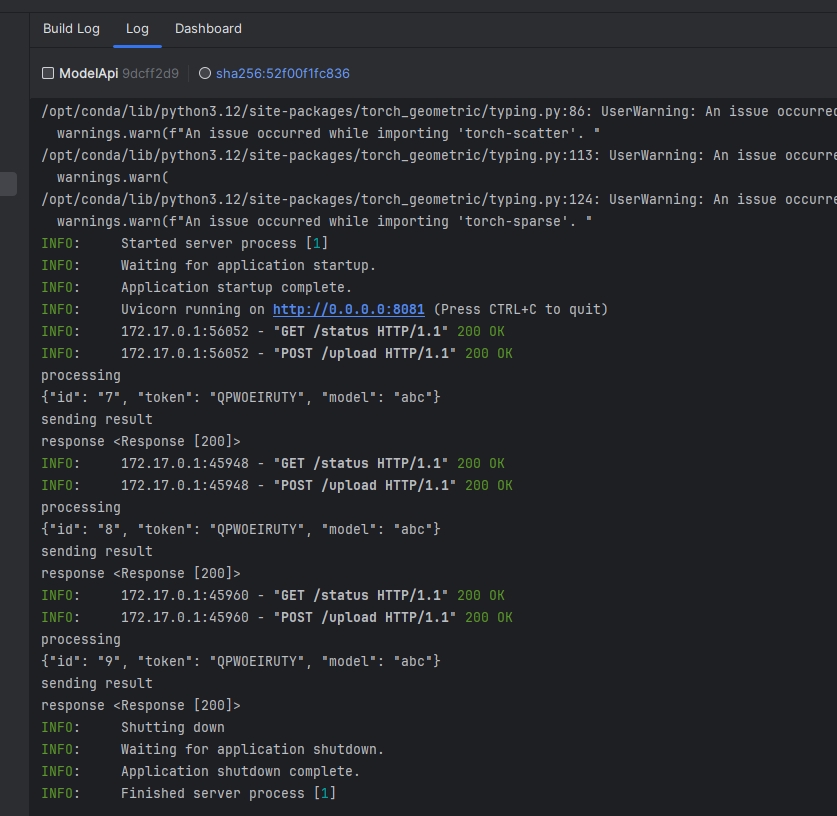 Build Log Log Dashboard
ModelApi 9dcff2d9 sha256:52f00f1fc836
/opt/conda/lib/python3.12/site-packages/torch_geometric/typing.py:86: UserWarning: An issue occurred
warnings.warn(f"An issue occurred while importing 'torch-scatter'. "
/opt/conda/lib/python3.12/site-packages/torch_geometric/typing.py:113: UserWarning: An issue occurre
warnings.warn(
/opt/conda/lib/python3.12/site-packages/torch_geometric/typing.py:124: UserWarning: An issue occurre
warnings.warn(f"An issue occurred while importing 'torch-sparse'. "
INFO:     Started server process [1]
INFO:     Waiting for application startup.
INFO:     Application startup complete.
INFO:     Uvicorn running on http://0.0.0.0:8081 (Press CTRL+C to quit)
INFO:     172.17.0.1:56052 - "GET /status HTTP/1.1" 200 OK
INFO:     172.17.0.1:56052 - "POST /upload HTTP/1.1" 200 OK
processing
{"id": "7", "token": "QPWOEIRUTY", "model": "abc"}
sending result
response <Response [200]>
INFO:     172.17.0.1:45948 - "GET /status HTTP/1.1" 200 OK
INFO:     172.17.0.1:45948 - "POST /upload HTTP/1.1" 200 OK
processing
{"id": "8", "token": "QPWOEIRUTY", "model": "abc"}
sending result
response <Response [200]>
INFO:     172.17.0.1:45960 - "GET /status HTTP/1.1" 200 OK
INFO:     172.17.0.1:45960 - "POST /upload HTTP/1.1" 200 OK
processing
{"id": "9", "token": "QPWOEIRUTY", "model": "abc"}
sending result
response <Response [200]>
INFO:     Shutting down
INFO:     Waiting for application shutdown.
INFO:     Application shutdown complete.
INFO:     Finished server process [1]